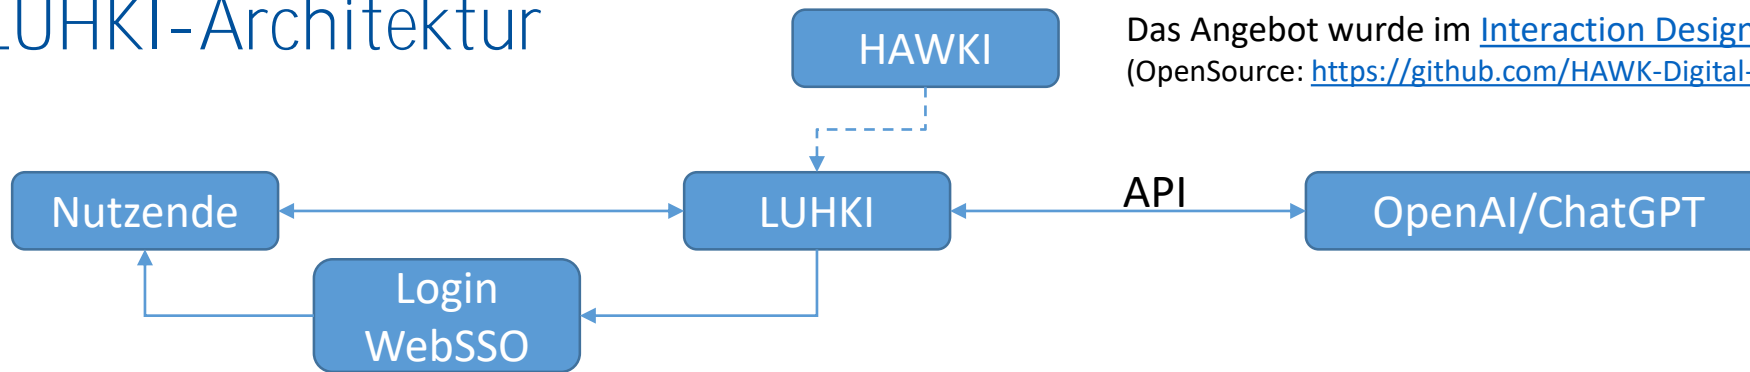 LUHKI-Architektur
HAWKI
Das Angebot wurde im Interaction Design
(OpenSource: https://github.com/HAWK-Digital-
Nutzende
LUHKI
API
OpenAI/ChatGPT
Login
WebSSO